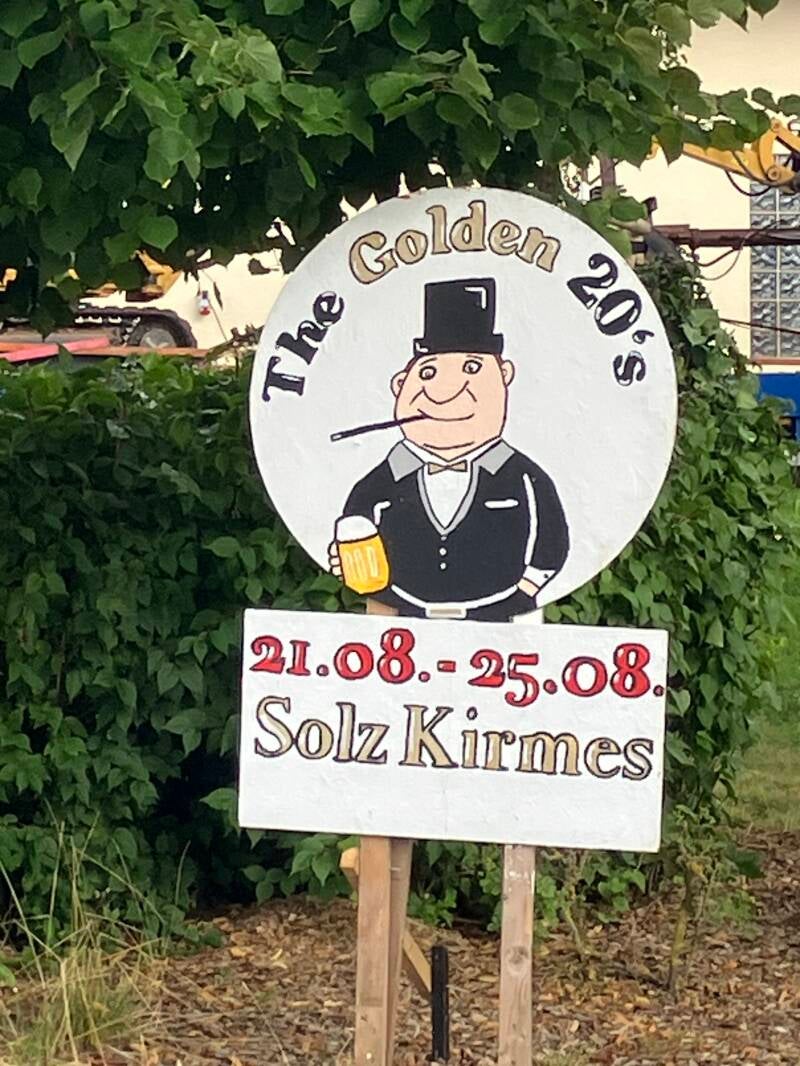 The Golden 20's
21.08.-25.08.
Solz Kirmes